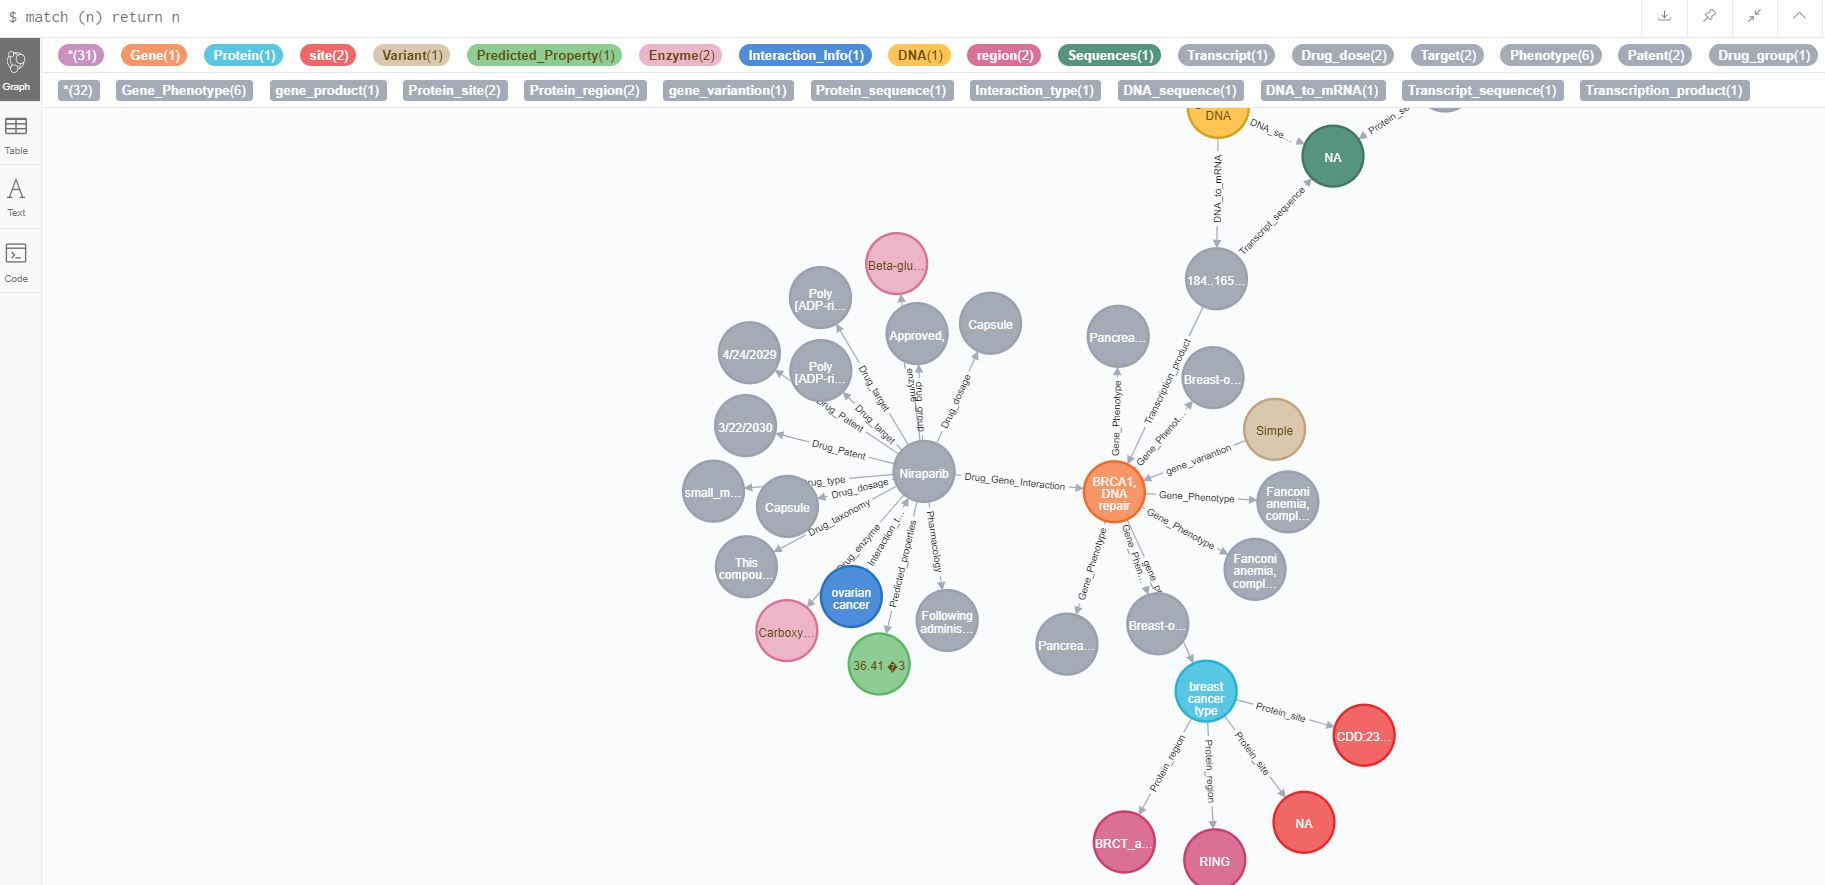 $ match (n) return n
*(31) Gene(1) Protein(1) site(2) Variant(1) Predicted_Property(1) Enzyme(2) Interaction_Info(1) DNA(1) region(2) Sequences(1) Transcript(1) Drug_dose(2) Target(2) Phenotype(6) Patent(2) Drug_group(1)
*(32) Gene_Phenotype(6) gene_product(1) Protein_site(2) Protein_region(2) gene_variantion(1) Protein_sequence(1) Interaction_type(1) DNA_sequence(1) DNA_to_mRNA(1) Transcript_sequence(1) Transcription_product(1)
Graph
Table
Text
Code
DNA
DNA_se...
Protein_se
NA
DNA_to_mRNA
Transcript_sequence
184..165...
Transcription_product
Beta-glu...
Poly
[ADP-ri...
Approved,
Capsule
4/24/2029
Poly
[ADP-ri...
3/22/2030
small_m...
Capsule
This
compou...
Carboxy...
ovarian
cancer
36.41 �3
Following
adminis...
Niraparib
Drug_target
Drug_target
enzyme
drug_group
Drug_dosage
Drug_Patent
Drug_Patent
rug_type
Drug_dosage
Drug_taxonomy
rug_enzyme
Interaction_t...
Predicted_properties
Pharmacology
Drug_Gene_Interaction
BRCA1,
DNA
repair
Pancrea...
Gene_Phenotype
Breast-o...
Gene_Phenot...
Simple
gene_variantion
Gene_Phenotype
Fanconi
anemia,
compl...
Gene_Phenotype
Fanconi
anemia,
compl...
Gene_Phenotype
Pancrea...
Gene_Phen...
gene_pr
Breast-o...
breast
cancer
type
Protein_site
CDD:23...
Protein_site
NA
Protein_region
BRCT_a...
Protein_region
RING